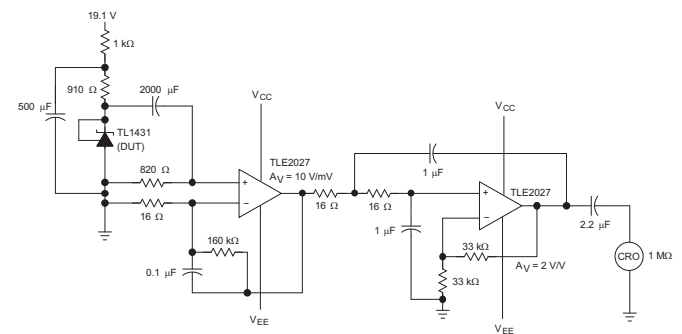 19.1 V
1 kΩ
910 Ω
2000 μF
500 μF
TL1431
(DUT)
820 Ω
16 Ω
160 kΩ
0.1 μF
VCC
TLE2027
AV = 10 V/mV
+
−
VEE
16 Ω
16 Ω
1 μF
1 μF
VCC
TLE2027
+
−
33 kΩ
33 kΩ
AV = 2 V/V
VEE
2.2 μF
CRO
1 MΩ